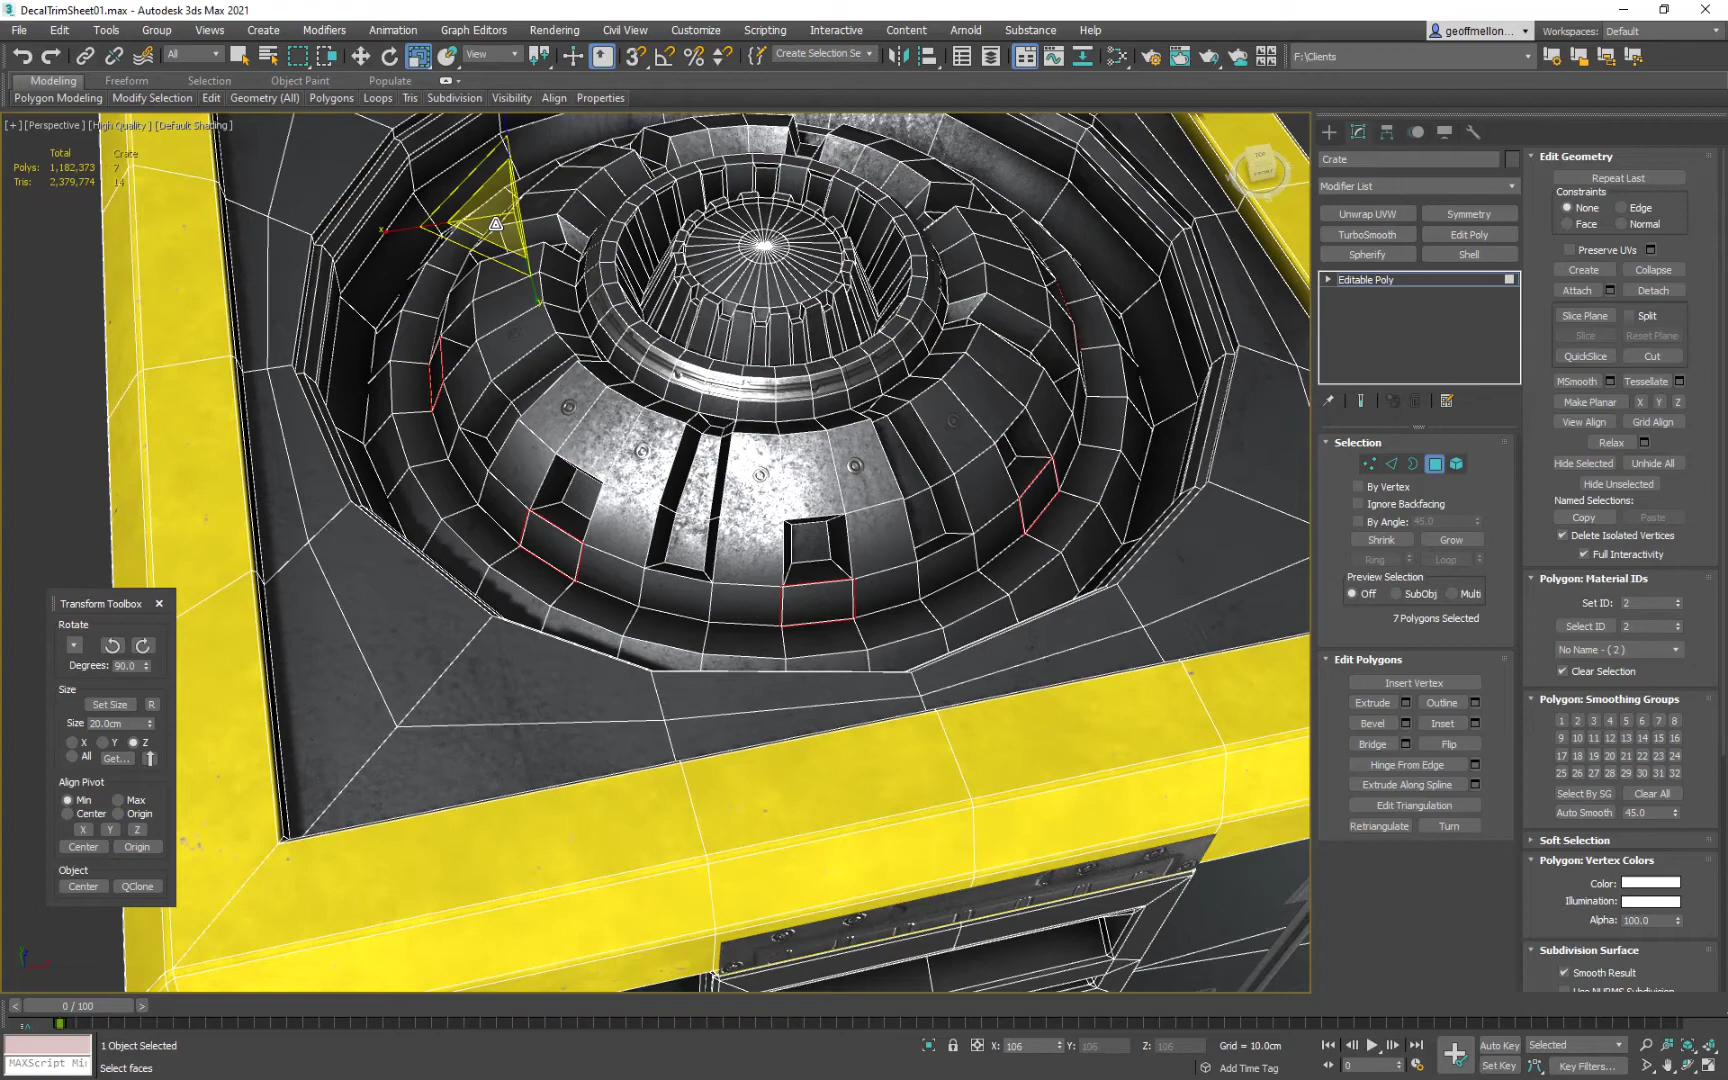 DecalTrimSheet01.max - Autodesk 3ds Max 2021
File Edit Tools Group Views Create Modifiers Animation Graph Editors Rendering Civil View Customize Scripting Interactive Content Arnold Substance Help
geoffmellon... Workspaces: Default
All View Create Selection Se F:\Clients
Modeling Freeform Selection Object Paint Populate
Polygon Modeling Modify Selection Edit Geometry (All) Polygons Loops Tris Subdivision Visibility Align Properties
[+] [Perspective] [High Quality] [Default Shading]
Total Crate
Polys: 1,182,373 7
Tris: 2,379,774 14
x
TOP
Transform Toolbox
Rotate
Degrees: 90.0
Size
Set Size R
Size 20.0cm
X Y Z
All Get...
Align Pivot
Min Max
Center Origin
X Y Z
Center Origin
Object
Center QClone
Crate
Modifier List
Unwrap UVW Symmetry
TurboSmooth Edit Poly
Spherify Shell
Editable Poly
Selection
By Vertex
Ignore Backfacing
By Angle: 45.0
Shrink Grow
Ring Loop
Preview Selection
Off SubObj Multi
7 Polygons Selected
Edit Polygons
Insert Vertex
Extrude Outline
Bevel Inset
Bridge Flip
Hinge From Edge
Extrude Along Spline
Edit Triangulation
Retriangulate Turn
Edit Geometry
Repeat Last
Constraints
None Edge
Face Normal
Preserve UVs
Create Collapse
Attach Detach
Slice Plane Split
Slice Reset Plane
QuickSlice Cut
MSmooth Tessellate
Make Planar X Y Z
View Align Grid Align
Relax
Hide Selected Unhide All
Hide Unselected
Named Selections:
Copy Paste
Delete Isolated Vertices
Full Interactivity
Polygon: Material IDs
Set ID: 2
Select ID 2
No Name - ( 2 )
Clear Selection
Polygon: Smoothing Groups
1 2 3 4 5 6 7 8
9 10 11 12 13 14 15 16
17 18 19 20 21 22 23 24
25 26 27 28 29 30 31 32
Select By SG Clear All
Auto Smooth 45.0
Soft Selection
Polygon: Vertex Colors
Color:
Illumination:
Alpha: 100.0
Subdivision Surface
Smooth Result
< 0 / 100 >
MAXScript Mi
1 Object Selected
Select faces
X: 106 Y: 106 Z: 106 Grid = 10.0cm
Add Time Tag
0
Auto Key Selected
Set Key Key Filters...